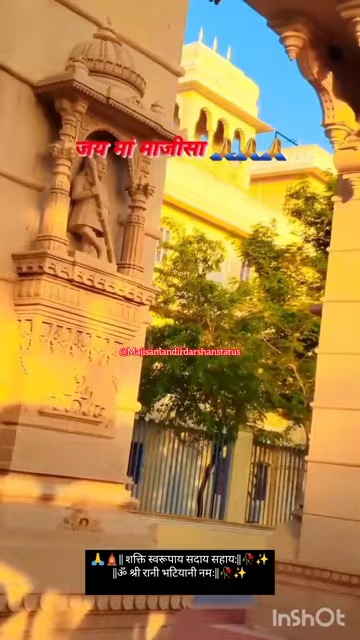 जय मां माजीसा 🙏🙏🙏🙏
@Majisamandirdarshanstatus
🙏🛕|| शक्ति स्वरूपाय सदाय सहाय:||🥀✨
||ॐ श्री रानी भटियानी नम:||🥀✨
InShOt